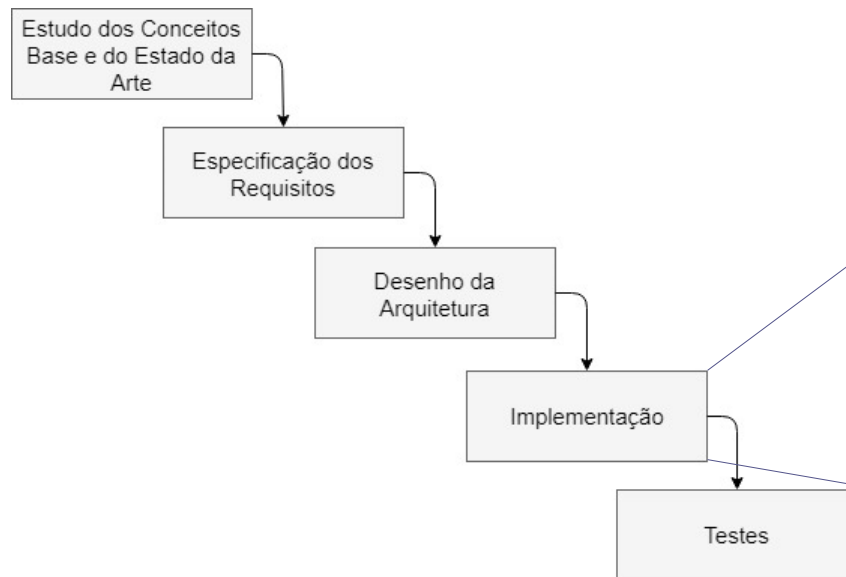 Estudo dos Conceitos
Base e do Estado da
Arte
Especificação dos
Requisitos
Desenho da
Arquitetura
Implementação
Testes